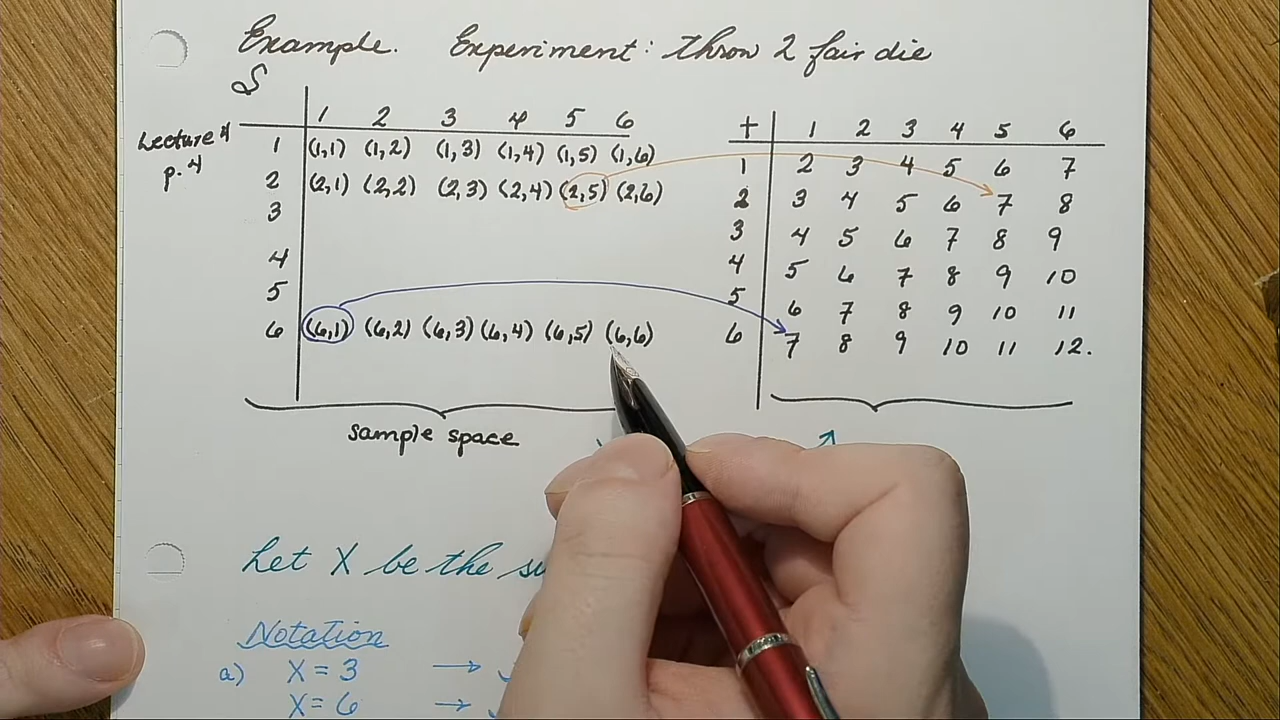 Example. Experiment: throw 2 fair die
S
Lecture 4
p. 4
1 2 3 4 5 6
1 (1,1) (1,2) (1,3) (1,4) (1,5) (1,6)
2 (2,1) (2,2) (2,3) (2,4) (2,5) (2,6)
3
4
5
6 (6,1) (6,2) (6,3) (6,4) (6,5) (6,6)
sample space
+ 1 2 3 4 5 6
1 2 3 4 5 6 7
2 3 4 5 6 7 8
3 4 5 6 7 8 9
4 5 6 7 8 9 10
5 6 7 8 9 10 11
6 7 8 9 10 11 12.
Let X be the
Notation
a) X = 3 →
X = 6 →